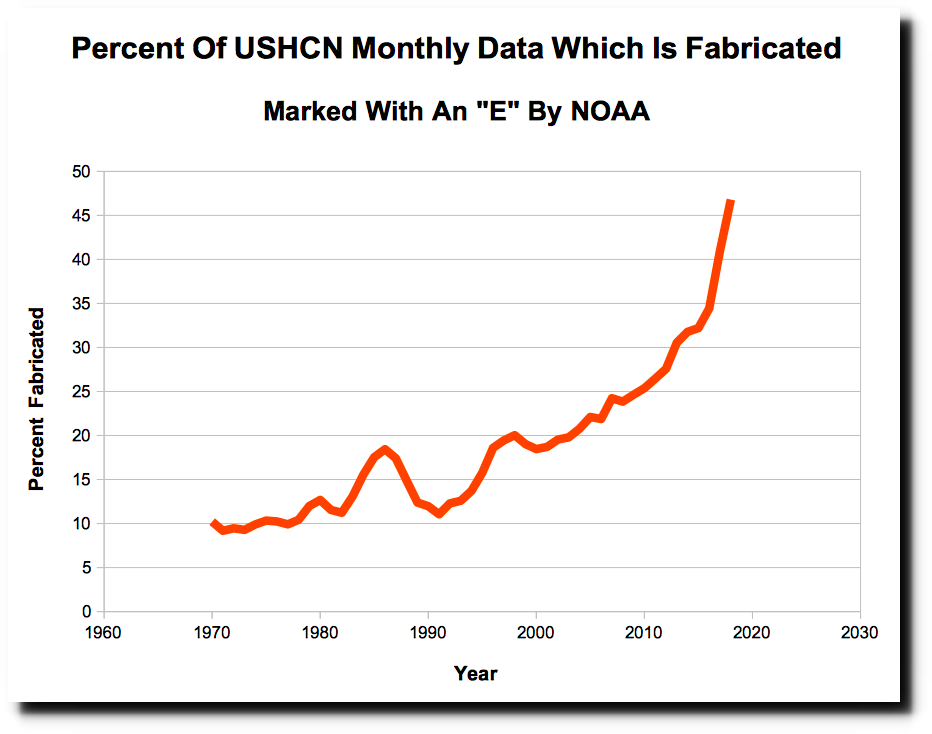 Percent Of USHCN Monthly Data Which Is Fabricated
Marked With An "E" By NOAA
50
45
40
35
30
25
20
15
10
5
0
Percent Fabricated
1960 1970 1980 1990 2000 2010 2020 2030
Year